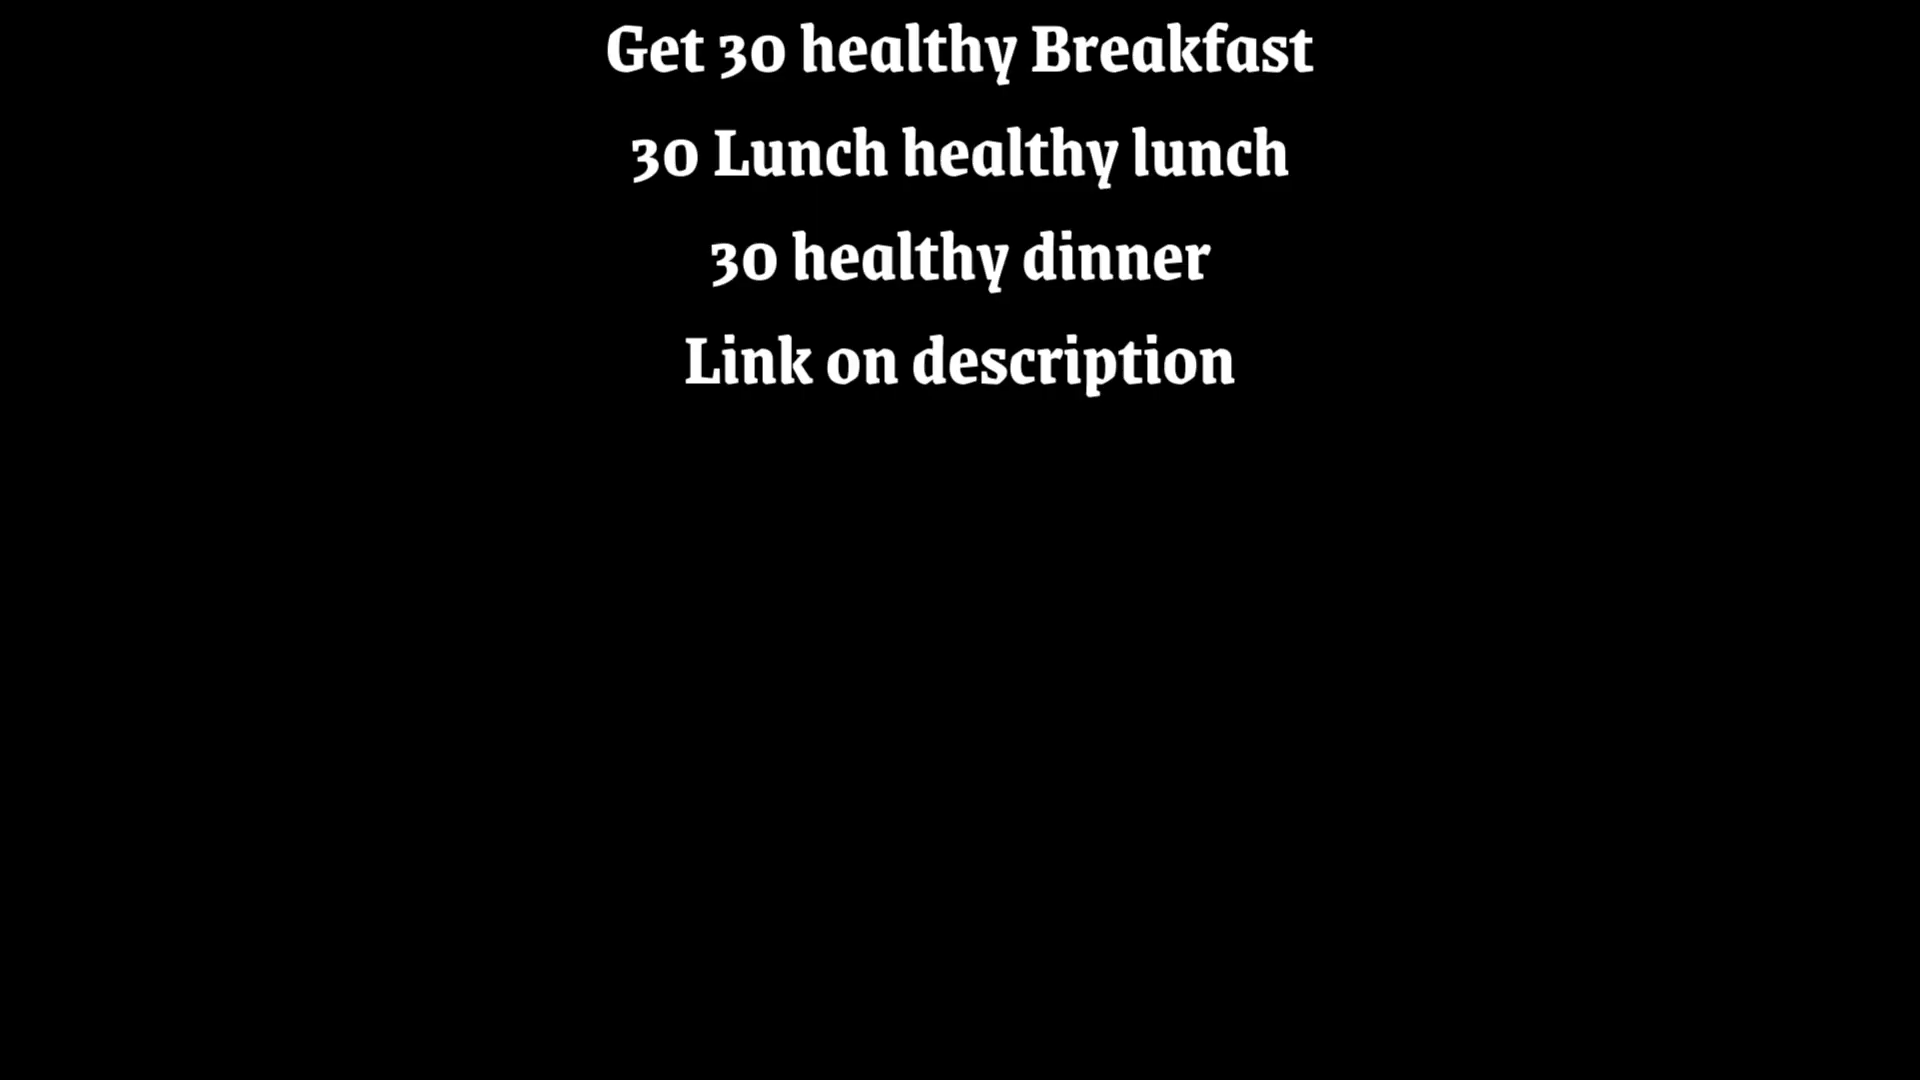 Get 30 healthy Breakfast
30 Lunch healthy lunch
30 healthy dinner
Link on description